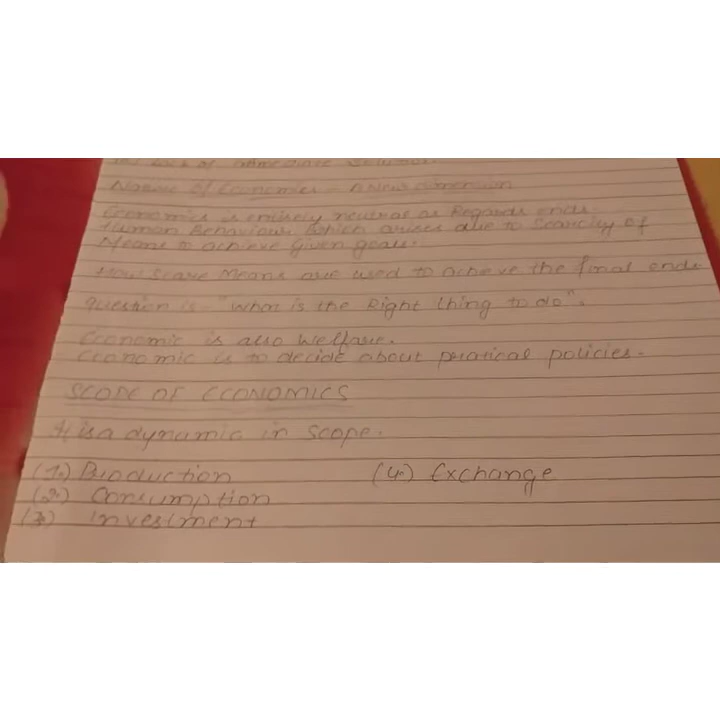 Nature of Economics - A New dimension
Economics is entirely neutral as Regards ends.
Human Behaviour which arises due to Scarcity of
Means to achieve Given goals.
How Scare Means are used to achieve the final ends.
Question is "What is the Right thing to do".
Economic is also Welfare.
Economic is to decide about pratical policies.
SCOPE OF ECONOMICS
It is a dynamic in scope.
(1.) Production (4.) Exchange
(2.) Consumption
(3.) Investment